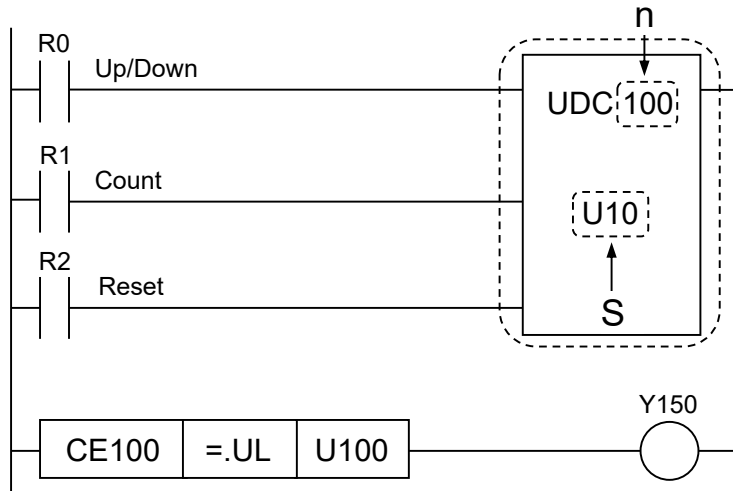 n
R0
Up/Down
UDC 100
R1
Count
U10
R2
Reset
S
Y150
CE100 =.UL U100